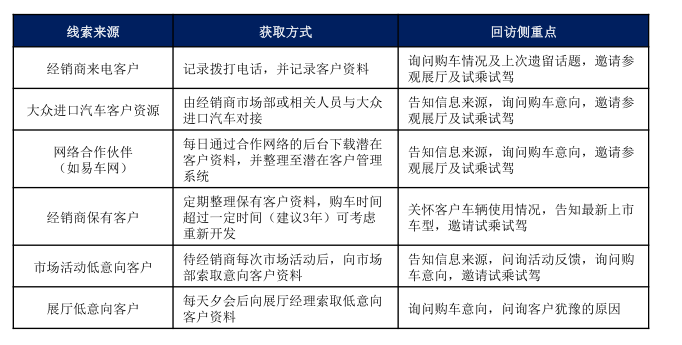 线索来源
获取方式
回访侧重点
经销商来电客户
记录拨打电话，并记录客户资料
询问购车情况及上次遗留话题，邀请参
观展厅及试乘试驾
大众进口汽车客户资源
由经销商市场部或相关人员与大众
进口汽车对接
告知信息来源，询问购车意向，邀请参
观展厅及试乘试驾
网络合作伙伴
（如易车网）
每日通过合作网络的后台下载潜在
客户资料，并整理至潜在客户管理
系统
告知信息来源，询问购车意向，邀请参
观展厅及试乘试驾
经销商保有客户
定期整理保有客户资料，购车时间
超过一定时间（建议3年）可考虑
重新开发
关怀客户车辆使用情况，告知最新上市
车型，邀请试乘试驾
市场活动低意向客户
待经销商每次市场活动后，向市场
部索取意向客户资料
告知信息来源，问询活动反馈，询问购
车意向，邀请试乘试驾
展厅低意向客户
每天夕会后向展厅经理索取低意向
客户资料
询问购车意向，问询客户犹豫的原因